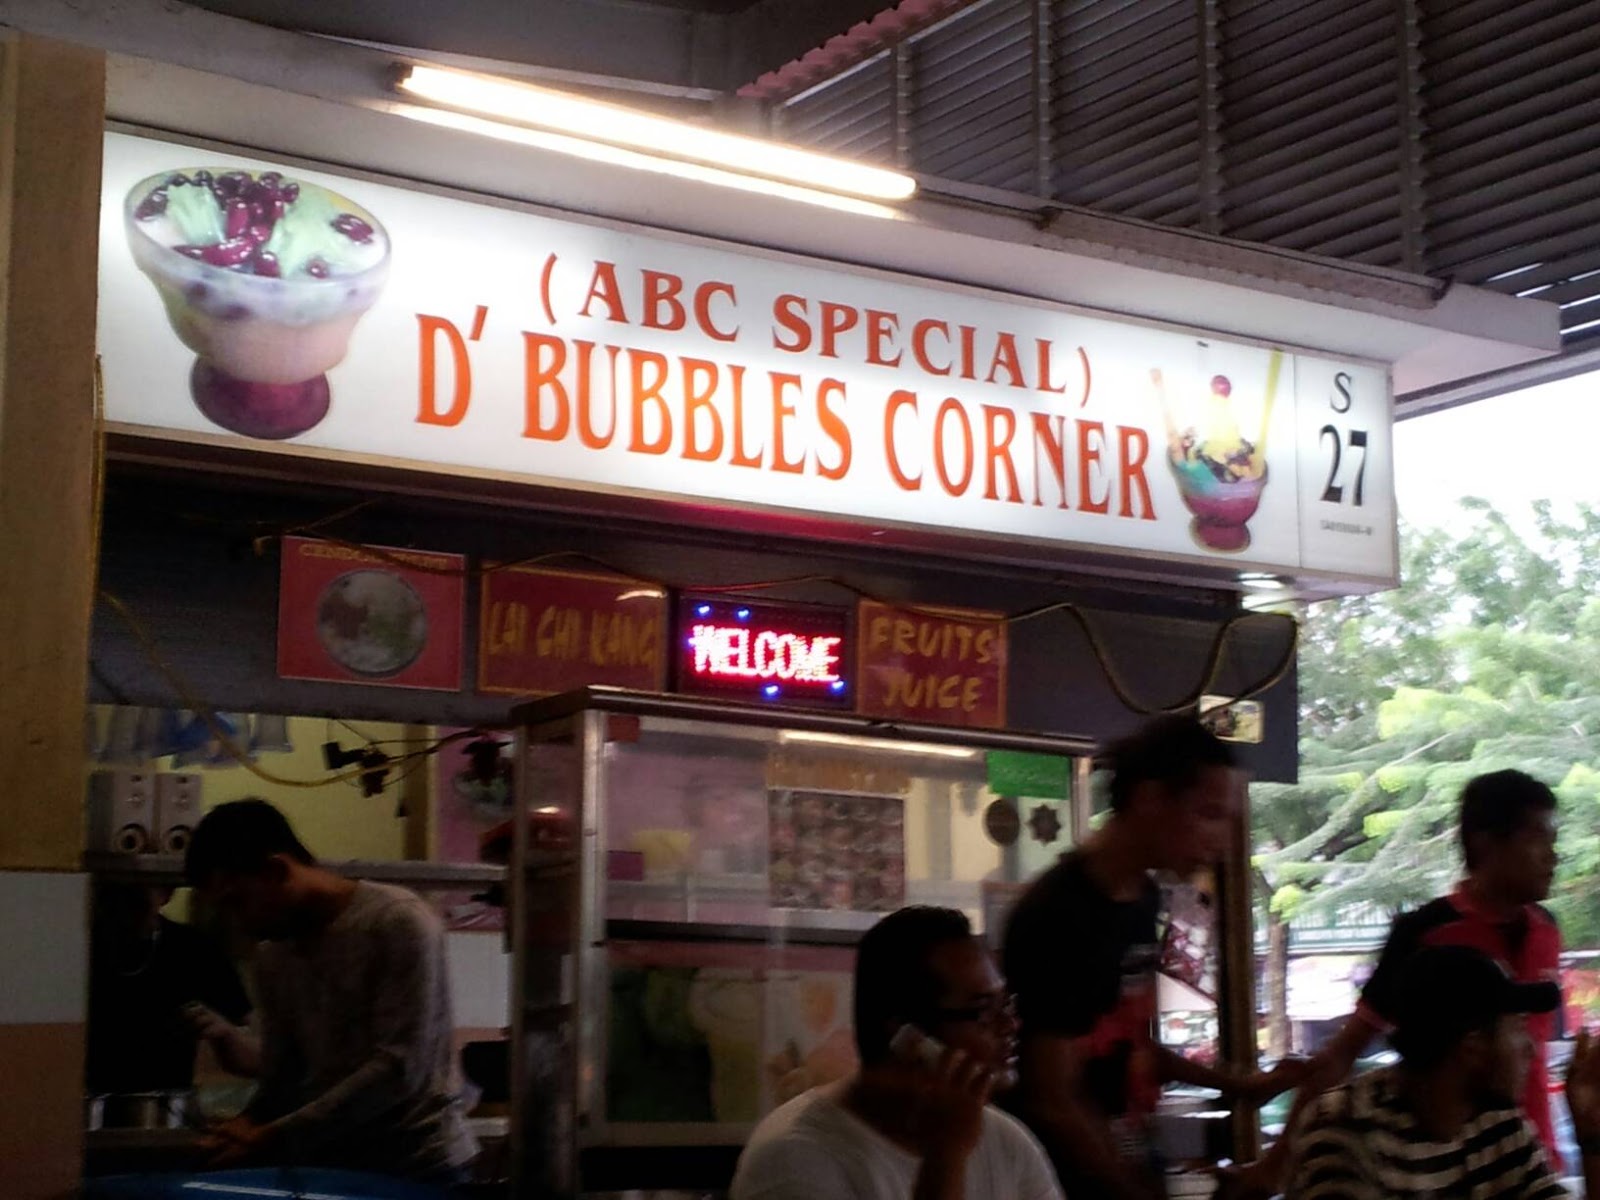 (ABC SPECIAL)
D' BUBBLES CORNER
S
27
LAI CHI KANG
WELCOME
FRUITS
JUICE